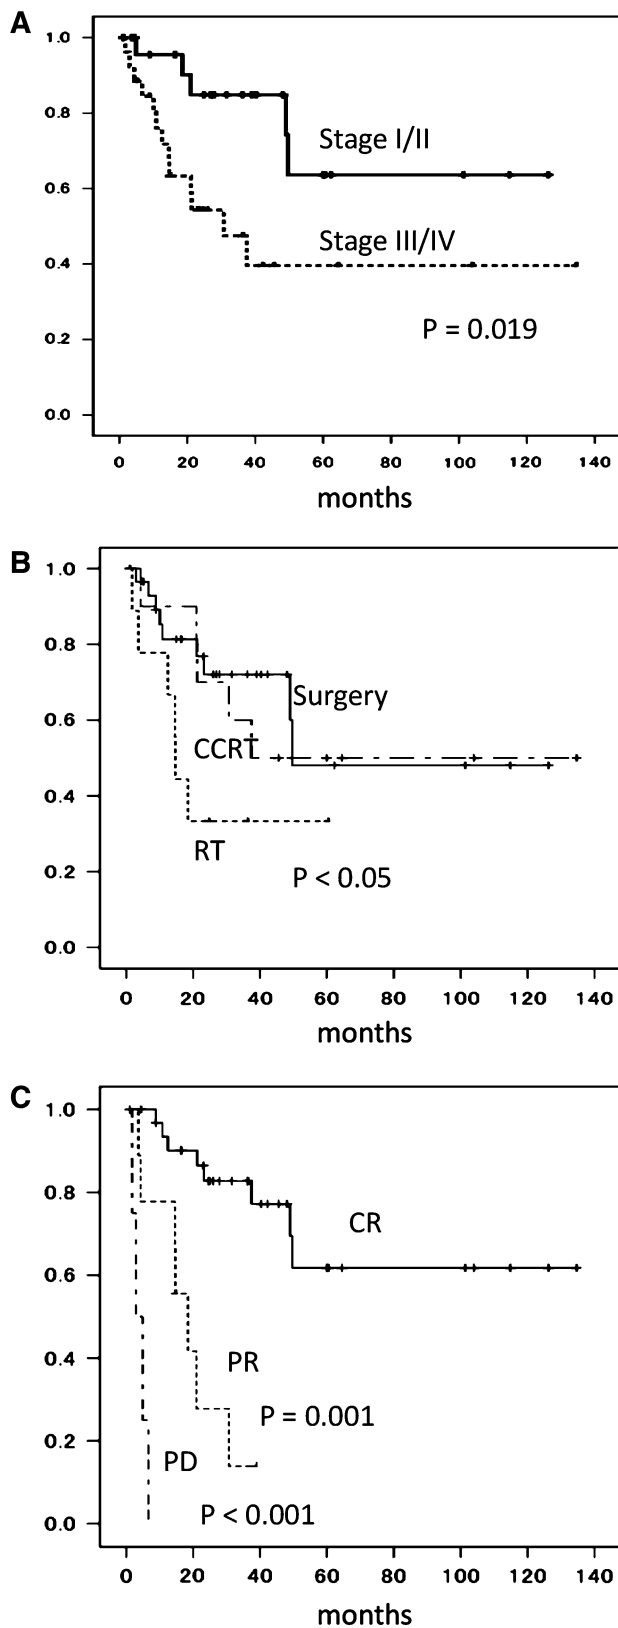 A
1.0
0.8
Stage I/II
0.6
Stage III/IV
0.4
P = 0.019
0.2
0.0
0 20 40 60 80 100 120 140
months
B
1.0
0.8
Surgery
0.6
CCRT
0.4
RT
P < 0.05
0.2
0.0
0 20 40 60 80 100 120 140
months
C
1.0
0.8
CR
0.6
0.4
PR
P = 0.001
0.2
PD
P < 0.001
0.0
0 20 40 60 80 100 120 140
months